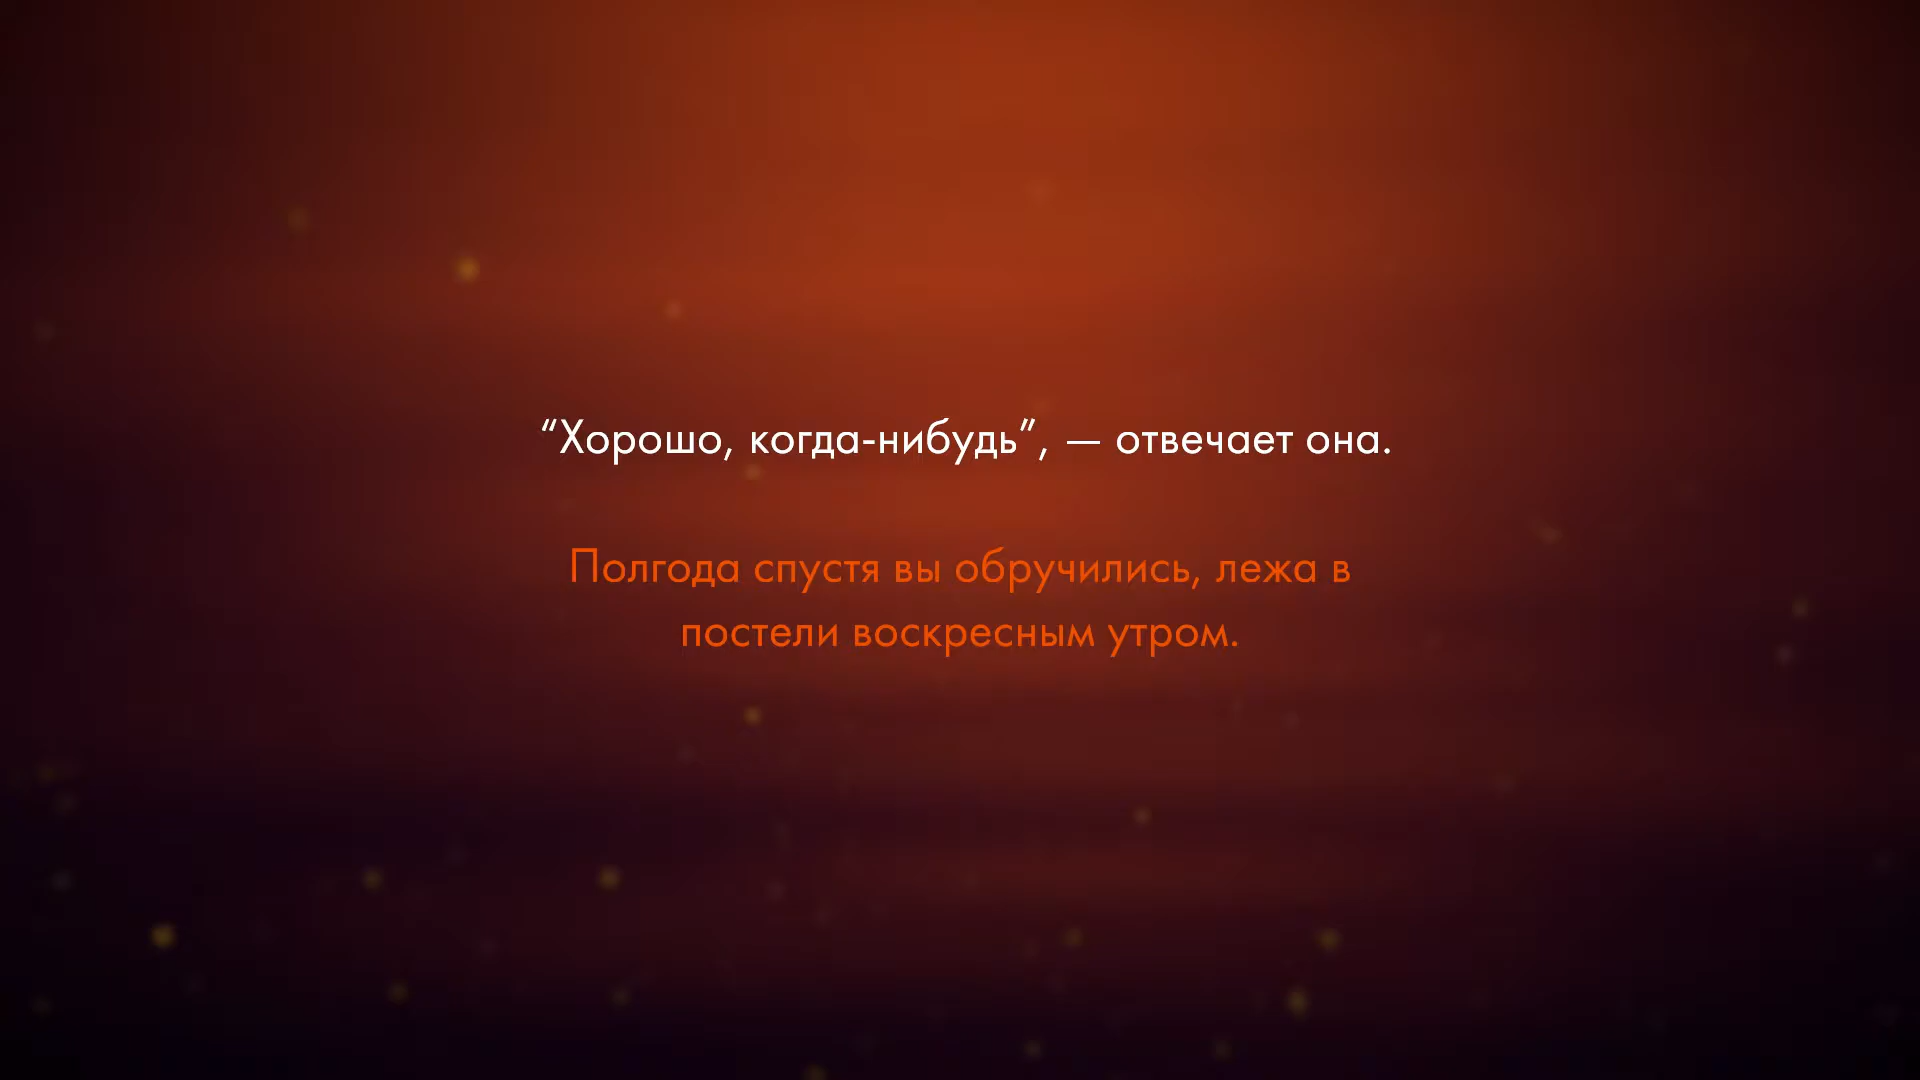 “Хорошо, когда-нибудь”, — отвечает она.
Полгода спустя вы обручились, лежа в
постели воскресным утром.